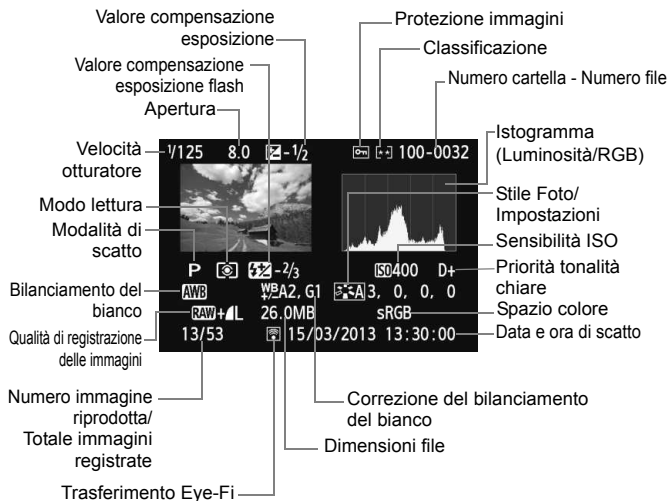 Valore compensazione
esposizione
Valore compensazione
esposizione flash
Apertura
Velocità
otturatore
Modo lettura
Modalità di
scatto
Bilanciamento del
bianco
Qualità di registrazione
delle immagini
Numero immagine
riprodotta/
Totale immagini
registrate
Trasferimento Eye-Fi
Protezione immagini
Classificazione
Numero cartella - Numero file
Istogramma
(Luminosità/RGB)
Stile Foto/
Impostazioni
Sensibilità ISO
Priorità tonalità
chiare
Spazio colore
Data e ora di scatto
Correzione del bilanciamento
del bianco
Dimensioni file
1/125 8.0 -1/2 100-0032
P -2/3 ISO400 D+
AWB WB+/-A2, G1 A3, 0, 0, 0
RAW+L 26.0MB sRGB
13/53 15/03/2013 13:30:00